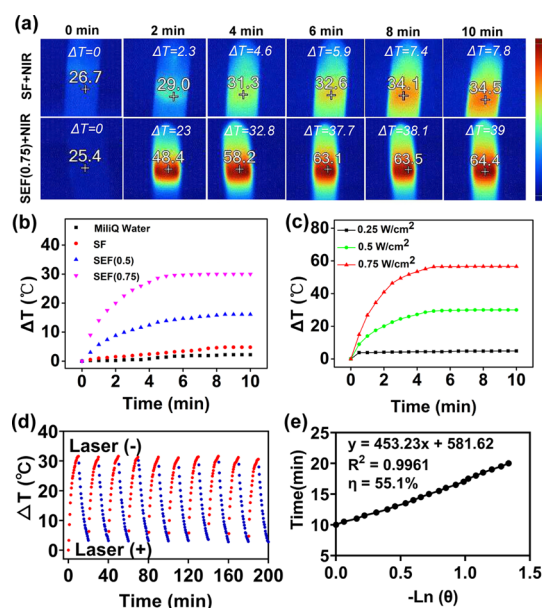 (a)
0 min 2 min 4 min 6 min 8 min 10 min
SF+NIR
ΔT=0 ΔT=2.3 ΔT=4.6 ΔT=5.9 ΔT=7.4 ΔT=7.8
26.7 29.0 31.3 32.6 34.1 34.5
SEF(0.75)+NIR
ΔT=0 ΔT=23 ΔT=32.8 ΔT=37.7 ΔT=38.1 ΔT=39
25.4 48.4 58.2 63.1 63.5 64.4
(b)
MiliQ Water
SF
SEF(0.5)
SEF(0.75)
ΔT (℃)
40
30
20
10
0
0 2 4 6 8 10
Time (min)
(c)
0.25 W/cm²
0.5 W/cm²
0.75 W/cm²
ΔT (℃)
80
60
40
20
0
0 2 4 6 8 10
Time (min)
(d)
Laser (-)
Laser (+)
△T (℃)
40
30
20
10
0
0 40 80 120 160 200
Time (min)
(e)
y = 453.23x + 581.62
R² = 0.9961
η = 55.1%
Time(min)
25
20
15
10
5
0.0 0.5 1.0 1.5
-Ln (θ)